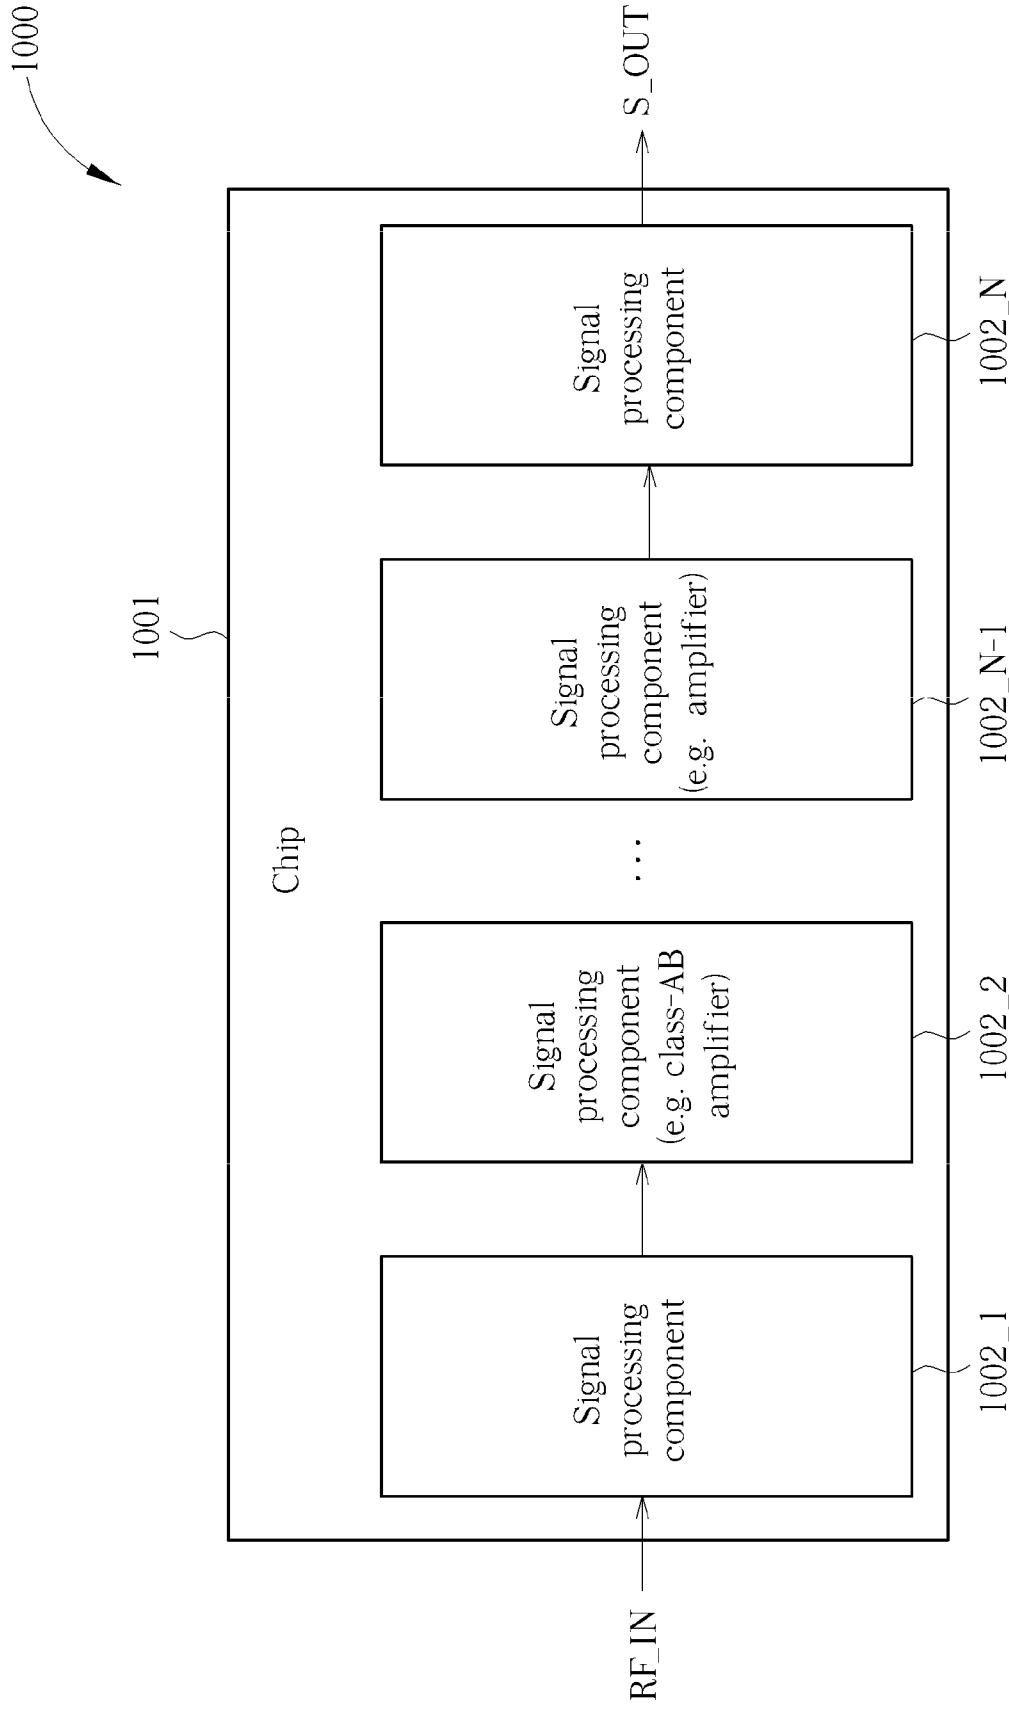 1000
1001
Chip
RF_IN
Signal
processing
component
Signal
processing
component
(e.g. class-AB
amplifier)
...
Signal
processing
component
(e.g. amplifier)
Signal
processing
component
S_OUT
1002_1
1002_2
1002_N-1
1002_N